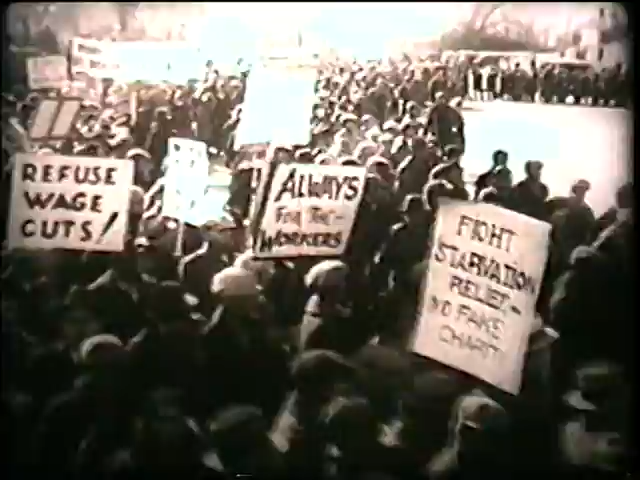 REFUSE
WAGE
CUTS!
ALWAYS
FOR THE
WORKERS
FIGHT
STARVATION
RELIEF-
NO FAKE
CHARITY